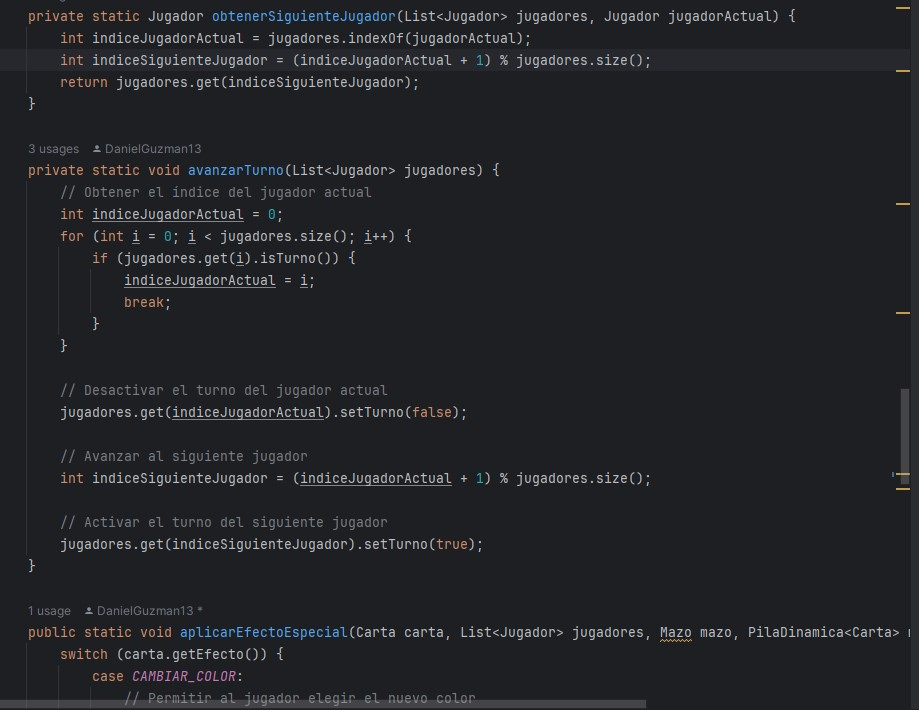 private static Jugador obtenerSiguienteJugador(List<Jugador> jugadores, Jugador jugadorActual) {
int indiceJugadorActual = jugadores.indexOf(jugadorActual);
int indiceSiguienteJugador = (indiceJugadorActual + 1) % jugadores.size();
return jugadores.get(indiceSiguienteJugador);
}
3 usages DanielGuzman13
private static void avanzarTurno(List<Jugador> jugadores) {
// Obtener el índice del jugador actual
int indiceJugadorActual = 0;
for (int i = 0; i < jugadores.size(); i++) {
if (jugadores.get(i).isTurno()) {
indiceJugadorActual = i;
break;
}
}
// Desactivar el turno del jugador actual
jugadores.get(indiceJugadorActual).setTurno(false);
// Avanzar al siguiente jugador
int indiceSiguienteJugador = (indiceJugadorActual + 1) % jugadores.size();
// Activar el turno del siguiente jugador
jugadores.get(indiceSiguienteJugador).setTurno(true);
}
1 usage DanielGuzman13 *
public static void aplicarEfectoEspecial(Carta carta, List<Jugador> jugadores, Mazo mazo, PilaDinamica<Carta>
switch (carta.getEfecto()) {
case CAMBIAR_COLOR:
// Permitir al jugador elegir el nuevo color